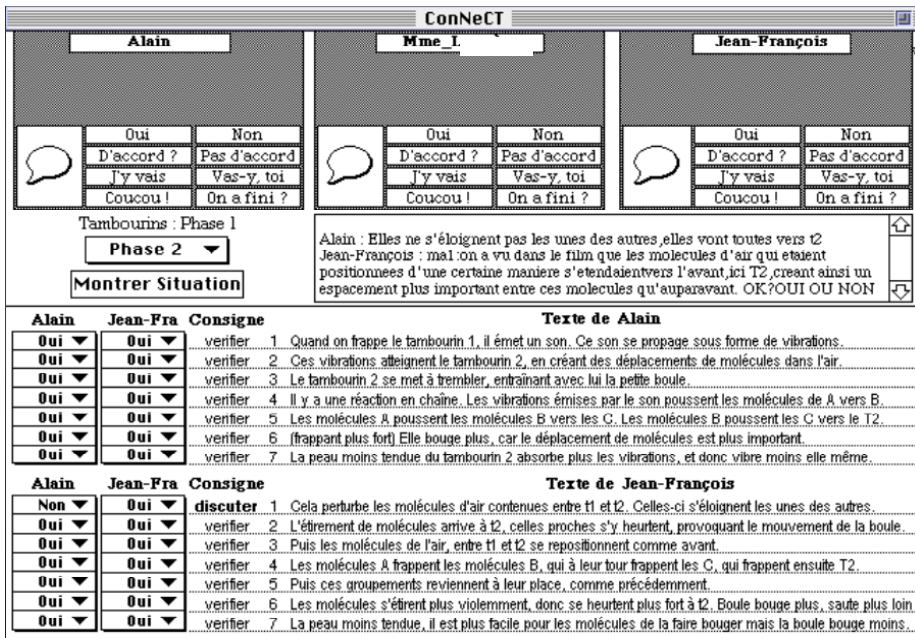 ConNeCT
Alain Mme_L Jean-François
Oui Non Oui Non Oui Non
D'accord ? Pas d'accord D'accord ? Pas d'accord D'accord ? Pas d'accord
J'y vais Vas-y, toi J'y vais Vas-y, toi J'y vais Vas-y, toi
Coucou ! On a fini ? Coucou ! On a fini ? Coucou ! On a fini ?
Tambourins : Phase 1
Phase 2
Montrer Situation
Alain : Elles ne s'éloignent pas les unes des autres,elles vont toutes vers t2
Jean-François : mal:on a vu dans le film que les molecules d'air qui etaient
positionnees d'une certaine maniere s'etendaientvers l'avant,ici T2,creant ainsi un
espacement plus important entre ces molecules qu'auparavant. OK?OUI OU NON
Alain Jean-Fra Consigne Texte de Alain
Oui Oui verifier 1 Quand on frappe le tambourin 1, il émet un son. Ce son se propage sous forme de vibrations.
Oui Oui verifier 2 Ces vibrations atteignent le tambourin 2, en créant des déplacements de molécules dans l'air.
Oui Oui verifier 3 Le tambourin 2 se met à trembler, entraînant avec lui la petite boule.
Oui Oui verifier 4 Il y a une réaction en chaîne. Les vibrations émises par le son poussent les molécules de A vers B.
Oui Oui verifier 5 Les molécules A poussent les molécules B vers les C. Les molécules B poussent les C vers le T2.
Oui Oui verifier 6 (frappant plus fort) Elle bouge plus, car le déplacement de molécules est plus important.
Oui Oui verifier 7 La peau moins tendue du tambourin 2 absorbe plus les vibrations, et donc vibre moins elle même.
Alain Jean-Fra Consigne Texte de Jean-François
Non Oui discuter 1 Cela perturbe les molécules d'air contenues entre t1 et t2. Celles-ci s'éloignent les unes des autres.
Oui Oui verifier 2 L'étirement de molécules arrive à t2, celles proches s'y heurtent, provoquant le mouvement de la boule.
Oui Oui verifier 3 Puis les molécules de l'air, entre t1 et t2 se repositionnent comme avant.
Oui Oui verifier 4 Les molécules A frappent les molécules B, qui à leur tour frappent les C, qui frappent ensuite T2.
Oui Oui verifier 5 Puis ces groupements reviennent à leur place, comme précédemment.
Oui Oui verifier 6 Les molécules s'étirent plus violemment, donc se heurtent plus fort à t2. Boule bouge plus, saute plus loin
Oui Oui verifier 7 La peau moins tendue, il est plus facile pour les molécules de la faire bouger mais la boule bouge moins.